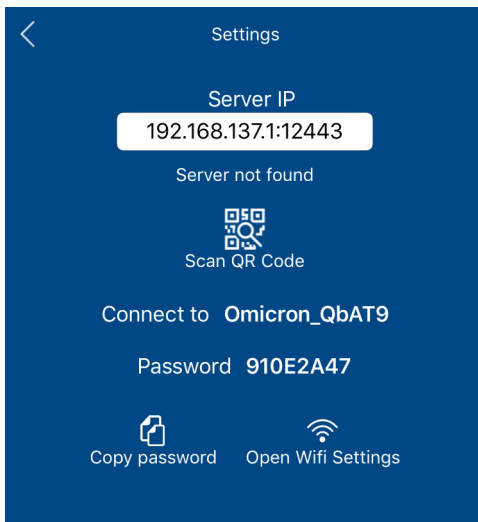 Settings
Server IP
192.168.137.1:12443
Server not found
Scan QR Code
Connect to Omicron_QbAT9
Password 910E2A47
Copy password Open Wifi Settings